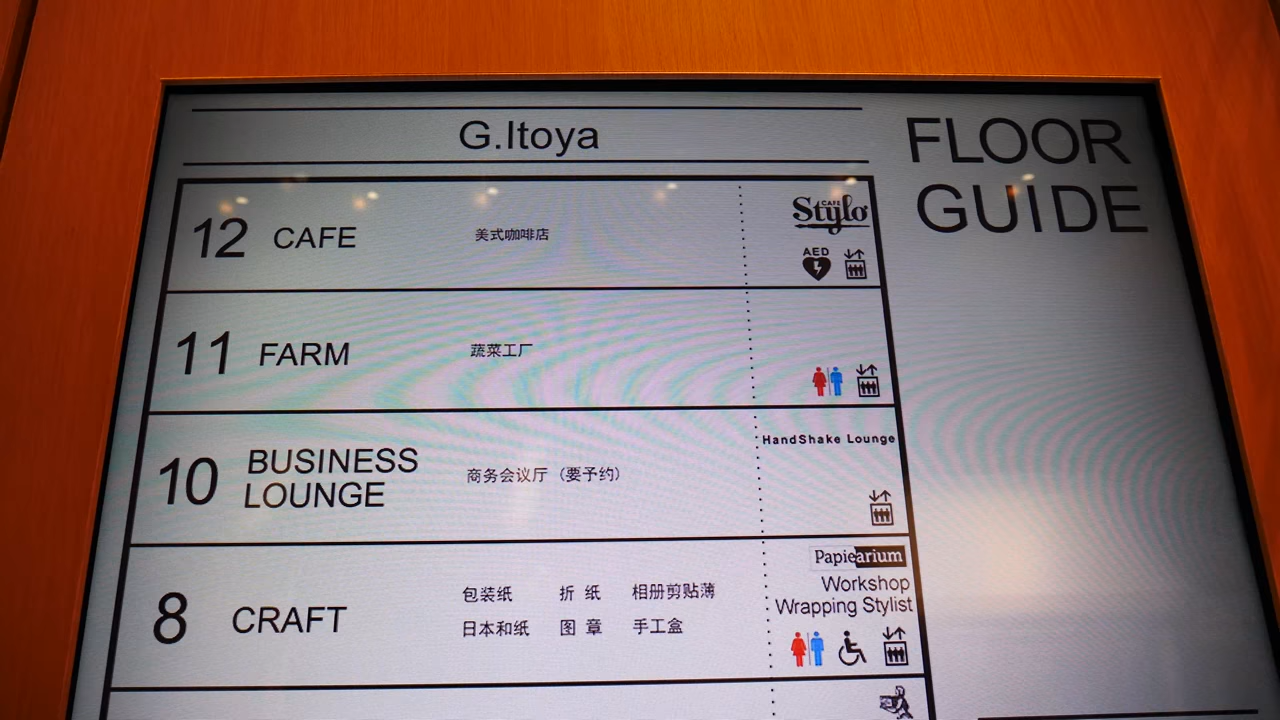 G.Itoya
FLOOR
GUIDE
12 CAFE 美式咖啡店 CAFE Stylo
AED
11 FARM 蔬菜工厂
HandShake Lounge
10 BUSINESS LOUNGE 商务会议厅（要予约）
Papiearium
8 CRAFT 包装纸 折 纸 相册剪贴薄
日本和纸 图 章 手工盒
Workshop
Wrapping Stylist